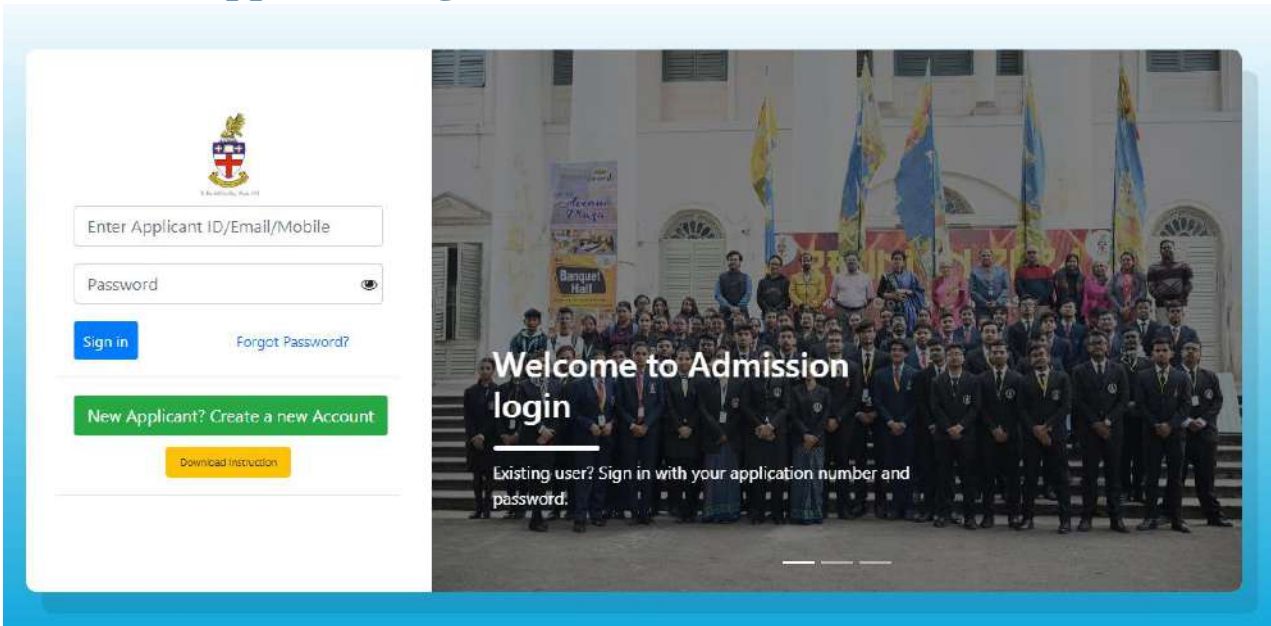 Enter Applicant ID/Email/Mobile
Password
Sign in
Forgot Password?
New Applicant? Create a new Account
Download Instruction
Banquet
Hall
Welcome to Admission
login
Existing user? Sign in with your application number and
password.